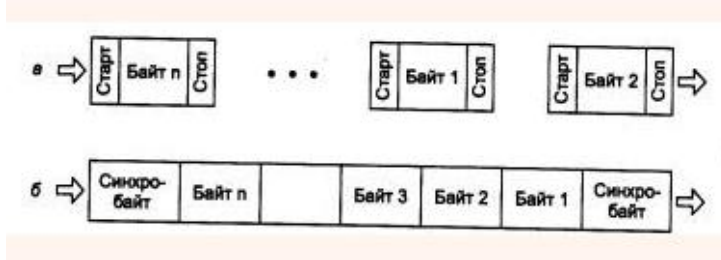 а Старт Байт n Стоп • • • Старт Байт 1 Стоп Старт Байт 2 Стоп
б Синхро- Байт n Байт 3 Байт 2 Байт 1 Синхро-
байт байт